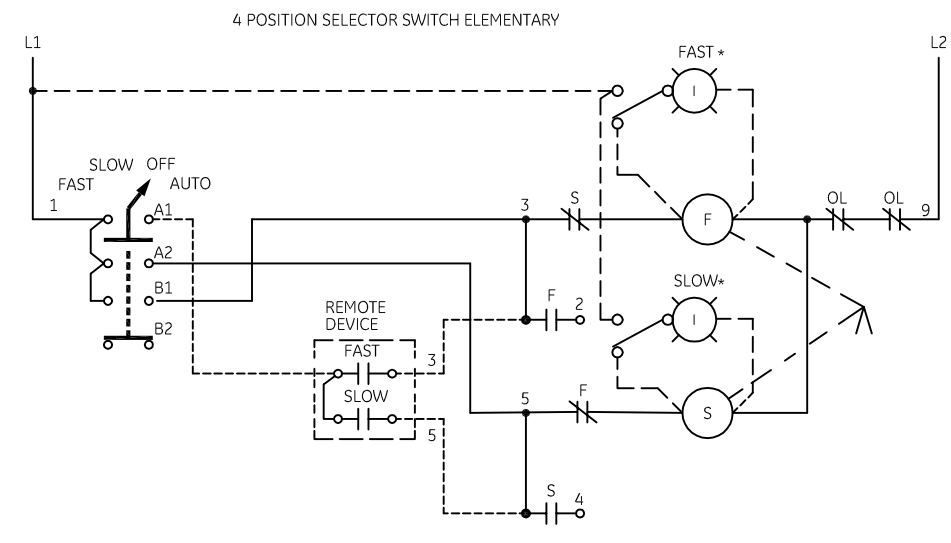 4 POSITION SELECTOR SWITCH ELEMENTARY
L1
L2
FAST *
I
SLOW OFF
FAST
AUTO
1
A1
3
S
F
OL
OL
9
A2
B1
SLOW*
F
2
I
REMOTE
DEVICE
B2
FAST
3
SLOW
5
F
S
5
S
4